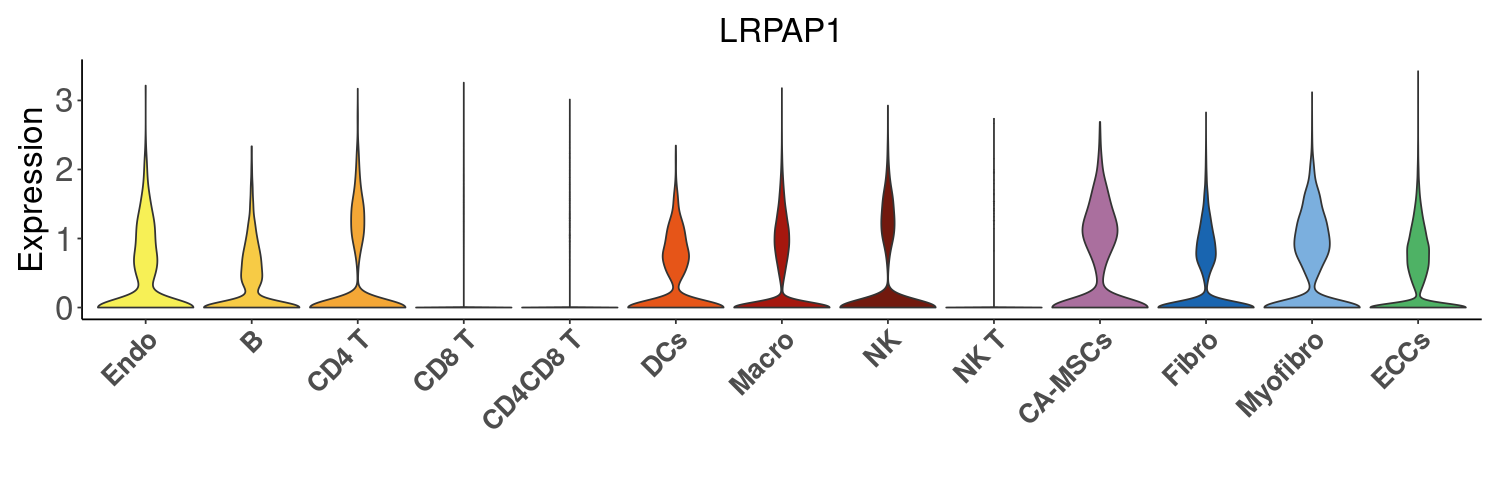 LRPAP1
Expression
3
2
1
0
Endo
B
CD4 T
CD8 T
CD4CD8 T
DCs
Macro
NK
NK T
CA-MSCs
Fibro
Myofibro
ECCs